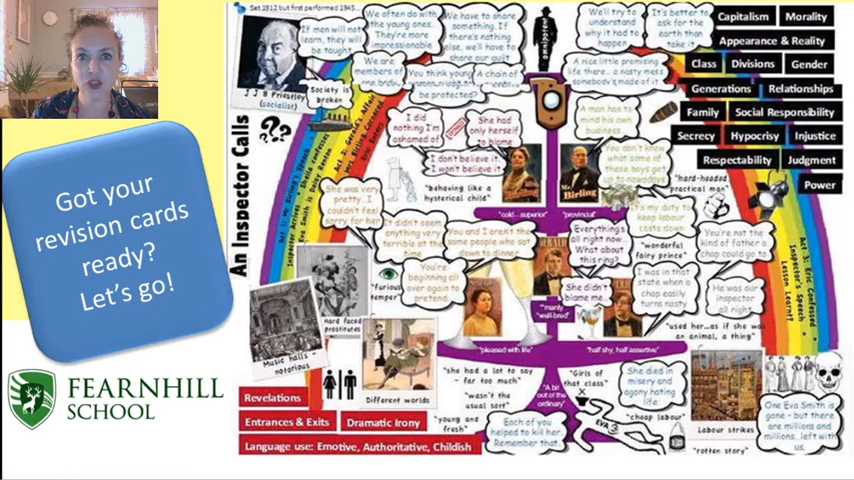 Got your
revision cards
ready?
Let's go!
FEARNHILL
SCHOOL
Set 1912 but first performed 1945...
An Inspector Calls
J J B Priestley
(socialist)
If men will not
learn, they will
be taught
We often do with
the young ones.
They're more
impressionable
We have to share
something. If
there's nothing
else, we'll have to
share our guilt
We are
members of
one body
Society is
broken
You think young
be protected?
A chain of
omnipotent
We'll try to
understand
why it had to
happen
It's better to
ask for the
earth than
take it
A nice little promising
life there... a nasty mess
somebody's made of it
Capitalism
Morality
Appearance & Reality
Class
Divisions
Gender
Generations
Relationships
Family
Social Responsibility
Secrecy
Hypocrisy
Injustice
Respectability
Judgment
Power
I did
nothing I'm
ashamed of
She had
only herself
to blame
I don't believe it.
I won't believe it
"behaving like a
hysterical child"
A man has to
mind his own
business
You don't know
what some of
these boys get
up to nowadays
Mr.
Birling
"hard-headed
practical man"
"cold... superior"
"provincial"
She was very
pretty... I
couldn't feel
sorry for her
It didn't seem
anything very
terrible at the
time
You and I aren't the
same people who sat
down to dinner
You're
beginning all
over again to
pretend
"furious
temper"
Everything's
all right now...
What about
this ring?
GERALD
She didn't
blame me...
"manly
well-bred"
It's my duty to
keep labour
costs down
"wonderful
fairy prince"
I was in that
state when a
chap easily
turns nasty
You're not the
kind of father a
chap could go to
He was our
inspector
all right
"used her...as if she was
an animal, a thing"
Hard faced
prostitutes
Music halls -
notorious
Different worlds
"pleased with life"
"half shy, half assertive"
"she had a lot to say
- far too much"
"wasn't the
usual sort"
"young and
fresh"
"A bit
out of the
ordinary"
"Girls of
that class"
She died in
misery and
agony hating
life
"cheap labour"
EVA
Each of you
helped to kill her.
Remember that.
Labour strikes
"rotten story"
One Eva Smith is
gone - but there
are millions and
millions...left with
us.
Act 3: Eric Confesses
Inspector's Speech
Lesson Learnt?
Revelations
Entrances & Exits
Dramatic Irony
Language use: Emotive, Authoritative, Childish